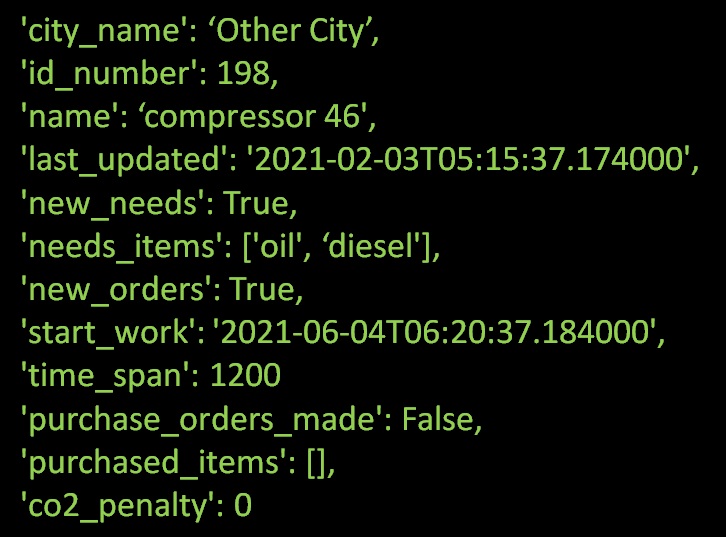 'city_name': ‘Other City’,
'id_number': 198,
'name': ‘compressor 46',
'last_updated': '2021-02-03T05:15:37.174000',
'new_needs': True,
'needs_items': ['oil', ‘diesel'],
'new_orders': True,
'start_work': '2021-06-04T06:20:37.184000',
'time_span': 1200
'purchase_orders_made': False,
'purchased_items': [],
'co2_penalty': 0